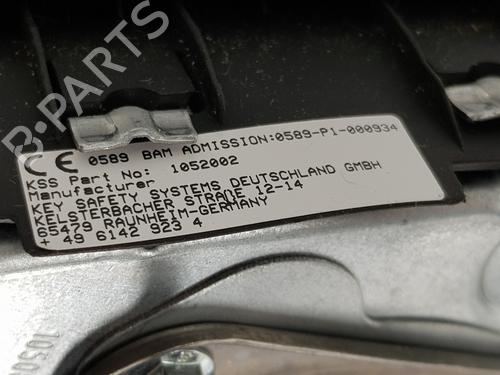 CE 0589 BAM ADMISSION:0589-P1-000934
KSS Part No: 1052002
Manufacturer
KEY SAFETY SYSTEMS DEUTSCHLAND GMBH
KELSTERBACHER STRAßE 12-14
65479 RAUNHEIM-GERMANY
+ 49 6142 923 4
B-PARTS